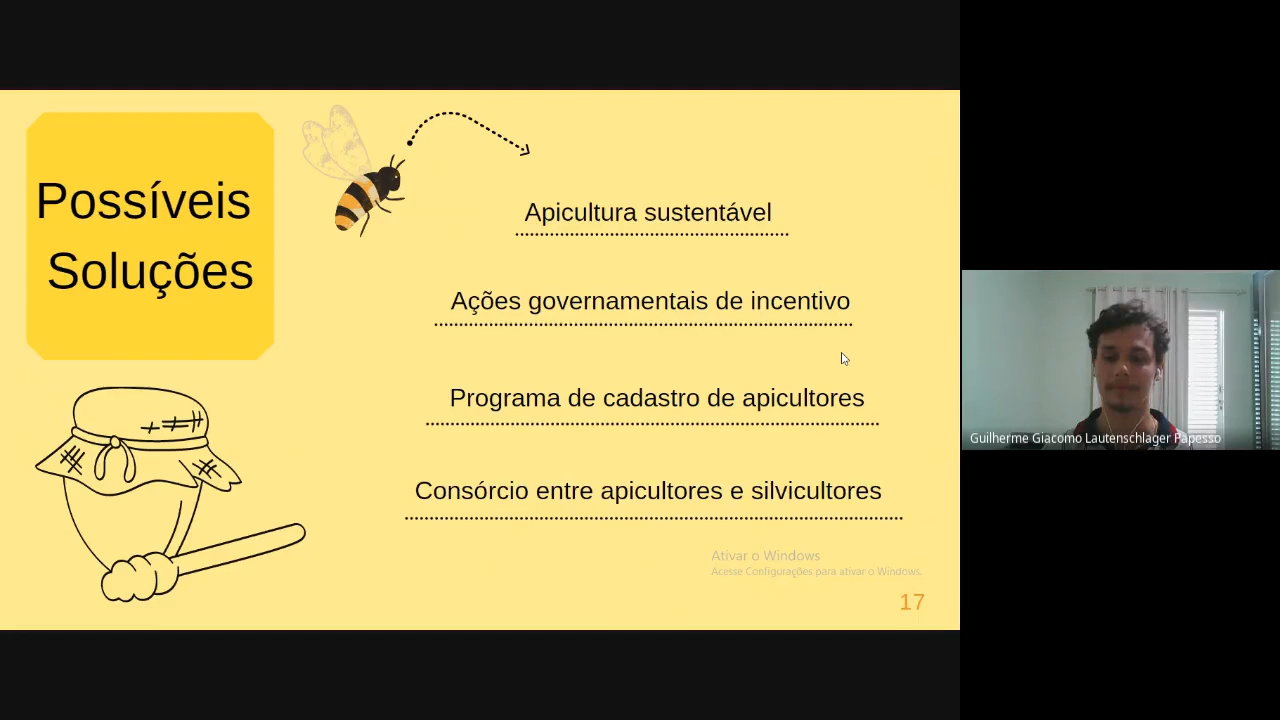 Possíveis
Soluções
Apicultura sustentável
Ações governamentais de incentivo
Programa de cadastro de apicultores
Consórcio entre apicultores e silvicultores
Ativar o Windows
Acesse Configurações para ativar o Windows.
17
Guilherme Giacomo Lautenschlager Papesso